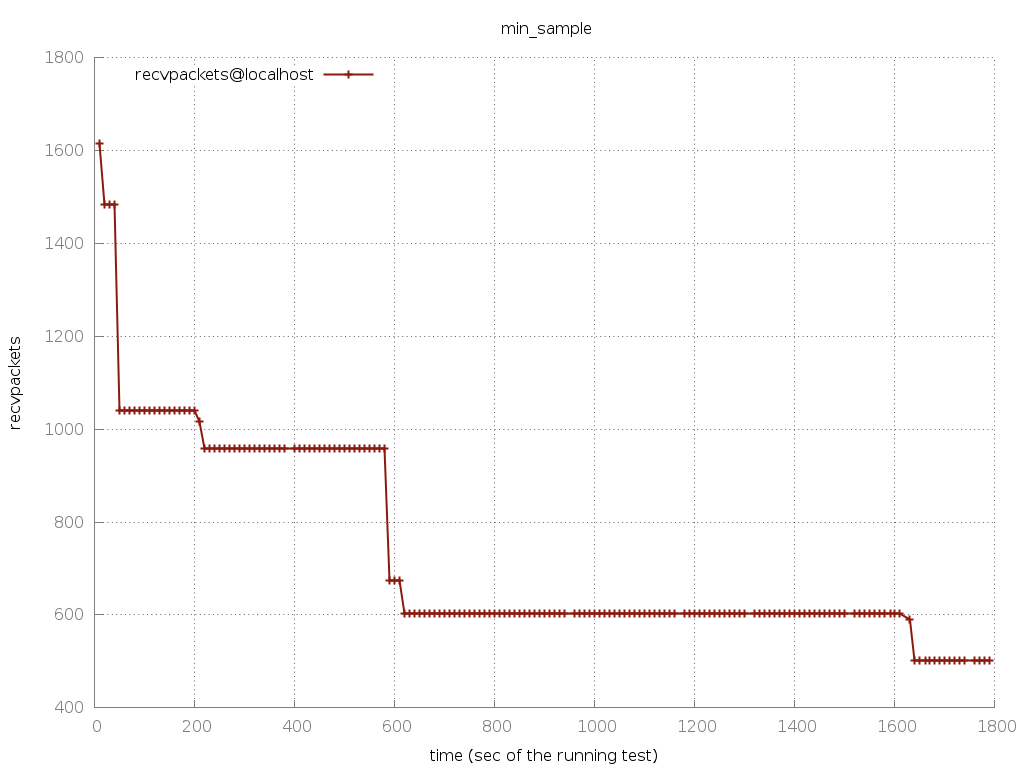 min_sample
recvpackets@localhost
1800
1600
1400
1200
1000
800
600
400
recvpackets
0 200 400 600 800 1000 1200 1400 1600 1800
time (sec of the running test)